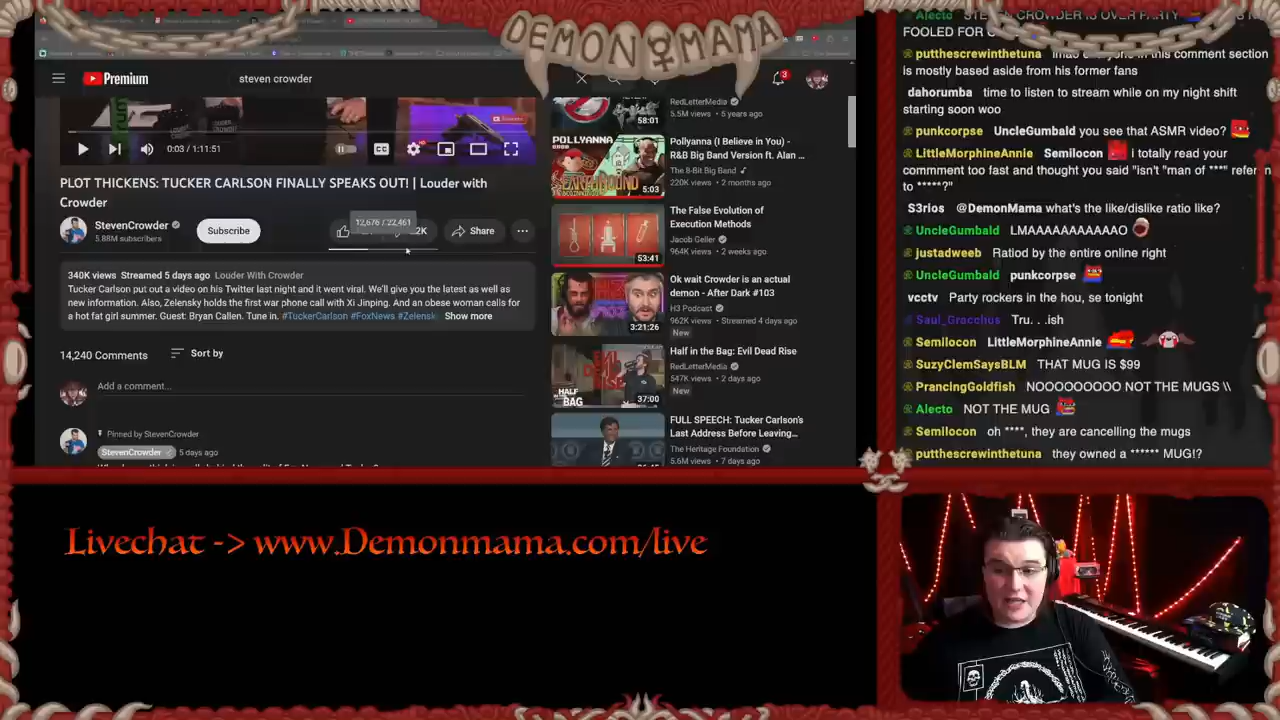 DEMON MAMA
Premium
steven crowder
3
0:03 / 1:11:51
CC
PLOT THICKENS: TUCKER CARLSON FINALLY SPEAKS OUT! | Louder with
Crowder
StevenCrowder
5.88M subscribers
Subscribe
12,676 / 22,461
Share
340K views Streamed 5 days ago Louder With Crowder
Tucker Carlson put out a video on his Twitter last night and it went viral. We'll give you the latest as well as
new information. Also, Zelensky holds the first war phone call with Xi Jinping. And an obese woman calls for
a hot fat girl summer. Guest: Bryan Callen. Tune in. #TuckerCarlson #FoxNews #Zelensk Show more
14,240 Comments
Sort by
Add a comment...
Pinned by StevenCrowder
StevenCrowder
5 days ago
58:01
RedLetterMedia
5.5M views • 5 years ago
POLLYANNA
5:03
Pollyanna (I Believe in You) -
R&B Big Band Version ft. Alan ...
The 8-Bit Big Band
220K views • 2 months ago
53:41
The False Evolution of
Execution Methods
Jacob Geller
964K views • 2 weeks ago
3:21:26
Ok wait Crowder is an actual
demon - After Dark #103
H3 Podcast
962K views • Streamed 4 days ago
New
HALF
BAG
37:00
Half in the Bag: Evil Dead Rise
RedLetterMedia
547K views • 2 days ago
New
FULL SPEECH: Tucker Carlson's
Last Address Before Leaving...
The Heritage Foundation
5.6M views • 7 days ago
Alecto STEVEN CROWDER IS OVER PARTY
FOOLED FOR
putthescrewinthetuna lmao everyone in this comment section
is mostly based aside from his former fans
dahorumba time to listen to stream while on my night shift
starting soon woo
punkcorpse UncleGumbald you see that ASMR video?
LittleMorphineAnnie Semilocon i totally read your
commment too fast and thought you said "isn't "man of ***" refer in
to *****?"
S3rios @DemonMama what's the like/dislike ratio like?
UncleGumbald LMAAAAAAAAAAO
justadweeb Ratiod by the entire online right
UncleGumbald punkcorpse
vcctv Party rockers in the hou, se tonight
Saul_Gracchus Tru. . .ish
Semilocon LittleMorphineAnnie
SuzyClemSaysBLM THAT MUG IS $99
PrancingGoldfish NOOOOOOOOO NOT THE MUGS \\
Alecto NOT THE MUG
Semilocon oh ****, they are cancelling the mugs
putthescrewinthetuna they owned a ****** MUG!?
Livechat -> www.Demonmama.com/live